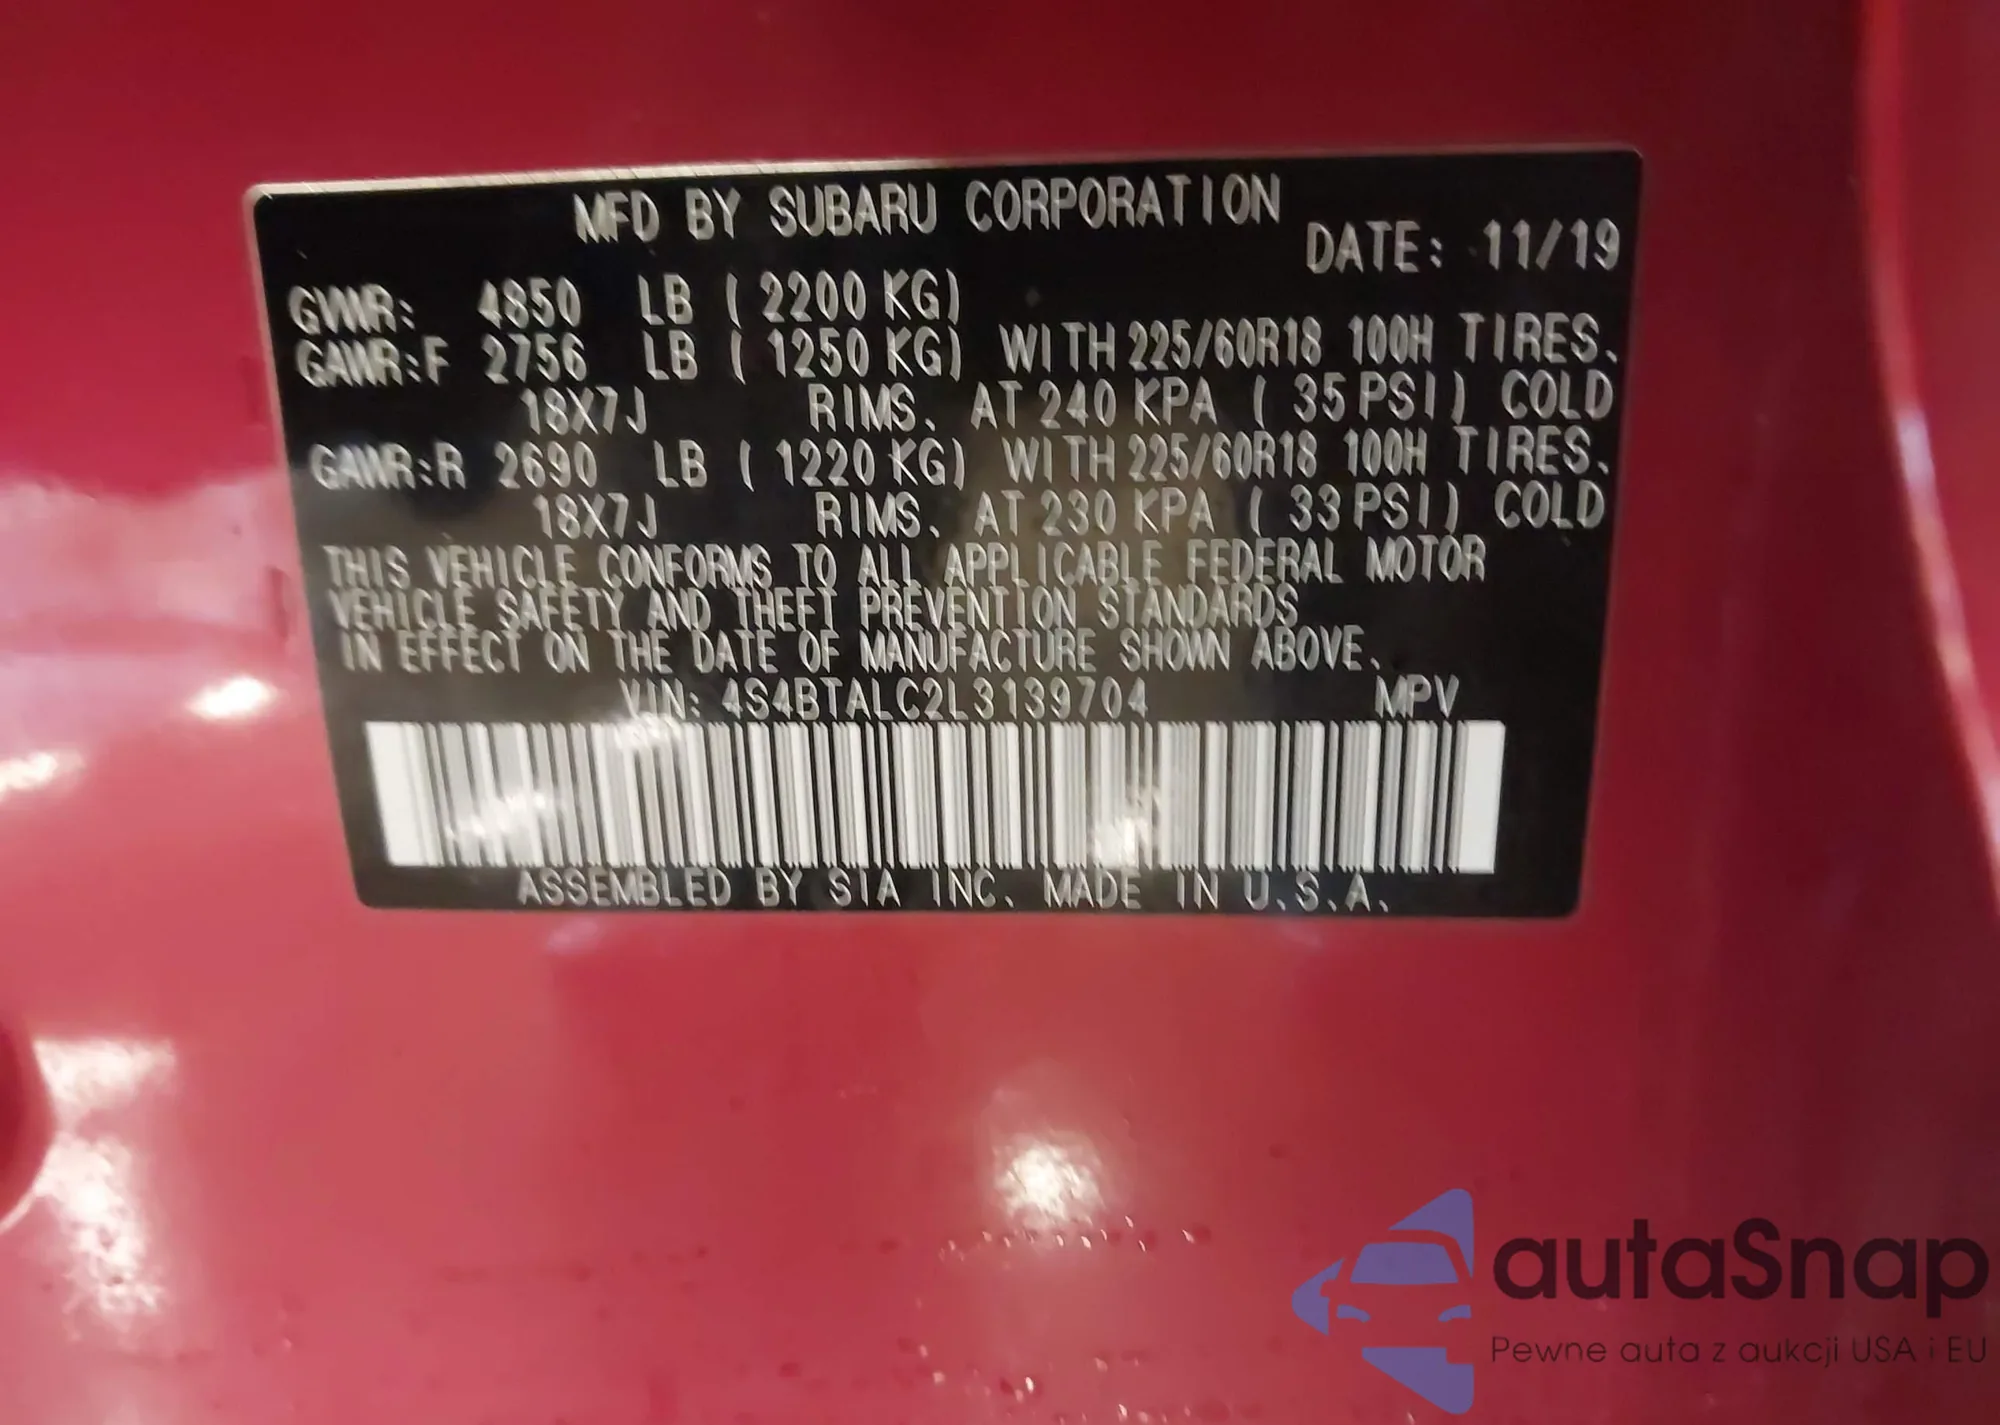 MFD BY SUBARU CORPORATION
DATE: 11/19
GVWR: 4850 LB ( 2200 KG)
GAWR:F 2756 LB ( 1250 KG) WITH 225/60R18 100H TIRES.
18X7J RIMS. AT 240 KPA ( 35 PSI) COLD
GAWR:R 2690 LB ( 1220 KG) WITH 225/60R18 100H TIRES.
18X7J RIMS. AT 230 KPA ( 33 PSI) COLD
THIS VEHICLE CONFORMS TO ALL APPLICABLE FEDERAL MOTOR
VEHICLE SAFETY AND THEFT PREVENTION STANDARDS
IN EFFECT ON THE DATE OF MANUFACTURE SHOWN ABOVE.
VIN: 4S4BTALC2L3139704 MPV
ASSEMBLED BY SIA INC. MADE IN U.S.A.
autaSnap
Pewne auta z aukcji USA i EU